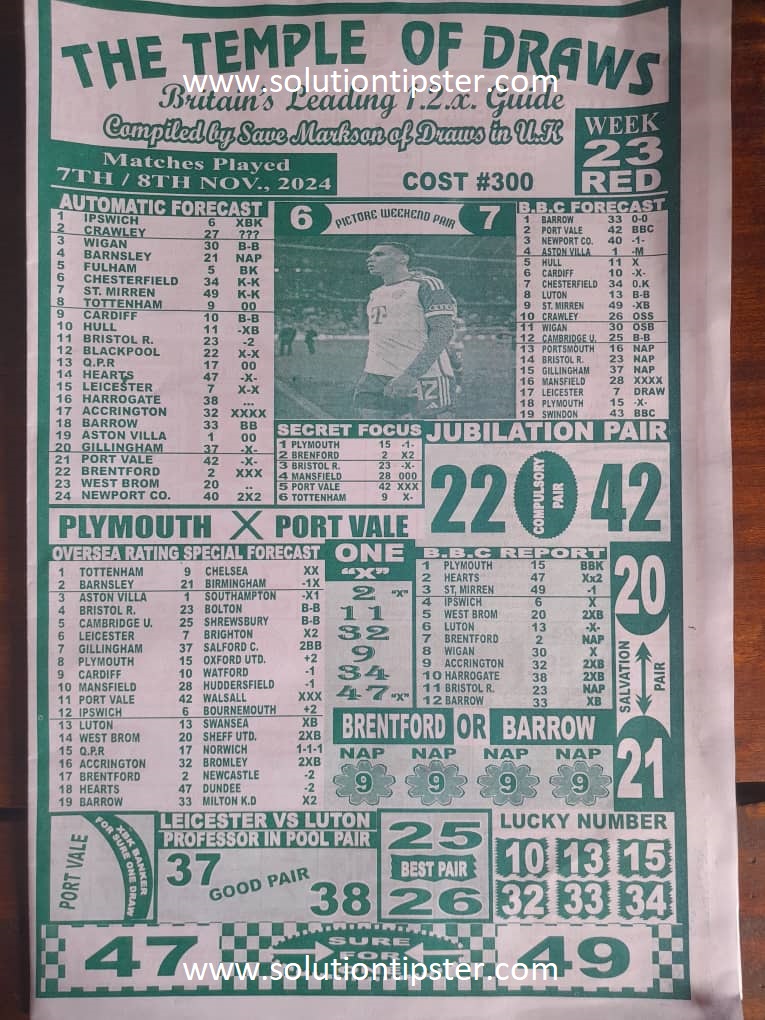 THE TEMPLE OF DRAWS
www.solutiontipster.com
Britain's Leading 1.2.x. Guide
Compiled by Save Markson of Draws in U.K
WEEK
23
RED
Matches Played
7TH / 8TH NOV., 2024
COST #300
AUTOMATIC FORECAST
1 IPSWICH 6 XBK
2 CRAWLEY 27 ???
3 WIGAN 30 B-B
4 BARNSLEY 21 NAP
5 FULHAM 5 BK
6 CHESTERFIELD 34 K-K
7 ST. MIRREN 49 K-K
8 TOTTENHAM 9 00
9 CARDIFF 10 B-B
10 HULL 11 -XB
11 BRISTOL R. 23 -2
12 BLACKPOOL 22 X-X
13 Q.P.R 17 00
14 HEARTS 47 -X-
15 LEICESTER 7 X-X
16 HARROGATE 38 ...
17 ACCRINGTON 32 XXXX
18 BARROW 33 BB
19 ASTON VILLA 1 00
20 GILLINGHAM 37 -X-
21 PORT VALE 42 -X-
22 BRENTFORD 2 XXX
23 WEST BROM 20 ..
24 NEWPORT CO. 40 2X2
6 PICTORE WEEKEND PAIR 7
B.B.C FORECAST
1 BARROW 33 0-0
2 PORT VALE 42 BBC
3 NEWPORT CO. 40 -1-
4 ASTON VILLA 1 -M
5 HULL 11 X
6 CARDIFF 10 -X-
7 CHESTERFIELD 34 0.K
8 LUTON 13 B-B
9 ST. MIRREN 49 -XB
10 CRAWLEY 26 OSS
11 WIGAN 30 OSB
12 CAMBRIDGE U. 25 B-B
13 PORTSMOUTH 16 NAP
14 BRISTOL R. 23 NAP
15 GILLINGHAM 37 NAP
16 MANSFIELD 28 XXXX
17 LEICESTER 7 DRAW
18 PLYMOUTH 15 -X-
19 SWINDON 43 BBC
SECRET FOCUS
1 PLYMOUTH 15 -1-
2 BRENFORD 2 X2
3 BRISTOL R. 23 -X-
4 MANSFIELD 28 000
5 PORT VALE 42 XXX
6 TOTTENHAM 9 X-
JUBILATION PAIR
22 COMPULSORY PAIR 42
PLYMOUTH X PORT VALE
OVERSEA RATING SPECIAL FORECAST
1 TOTTENHAM 9 CHELSEA XX
2 BARNSLEY 21 BIRMINGHAM -1X
3 ASTON VILLA 1 SOUTHAMPTON -X1
4 BRISTOL R. 23 BOLTON B-B
5 CAMBRIDGE U. 25 SHREWSBURY B-B
6 LEICESTER 7 BRIGHTON X2
7 GILLINGHAM 37 SALFORD C. 2BB
8 PLYMOUTH 15 OXFORD UTD. +2
9 CARDIFF 10 WATFORD -1
10 MANSFIELD 28 HUDDERSFIELD -1
11 PORT VALE 42 WALSALL XXX
12 IPSWICH 6 BOURNEMOUTH +2
13 LUTON 13 SWANSEA XB
14 WEST BROM 20 SHEFF UTD. 2XB
15 Q.P.R 17 NORWICH 1-1-1
16 ACCRINGTON 32 BROMLEY 2XB
17 BRENTFORD 2 NEWCASTLE -2
18 HEARTS 47 DUNDEE -2
19 BARROW 33 MILTON K.D X2
ONE
"X"
2 "X"
11
32
9
34
47 "X"
B.B.C REPORT
1 PLYMOUTH 15 BBK
2 HEARTS 47 Xx2
3 ST. MIRREN 49 -1
4 IPSWICH 6 X
5 WEST BROM 20 2XB
6 LUTON 13 -X-
7 BRENTFORD 2 NAP
8 WIGAN 30 X
9 ACCRINGTON 32 2XB
10 HARROGATE 38 2XB
11 BRISTOL R. 23 NAP
12 BARROW 33 XB
20
SALVATION PAIR
21
BRENTFORD OR BARROW
NAP NAP NAP NAP
9 9 9 9
PORT VALE
XBK BANKER
FOR SURE ONE DRAW
LEICESTER VS LUTON
PROFESSOR IN POOL PAIR
37 GOOD PAIR 38
25
BEST PAIR
26
LUCKY NUMBER
10 13 15
32 33 34
47 SURE FOR 49
www.solutiontipster.com